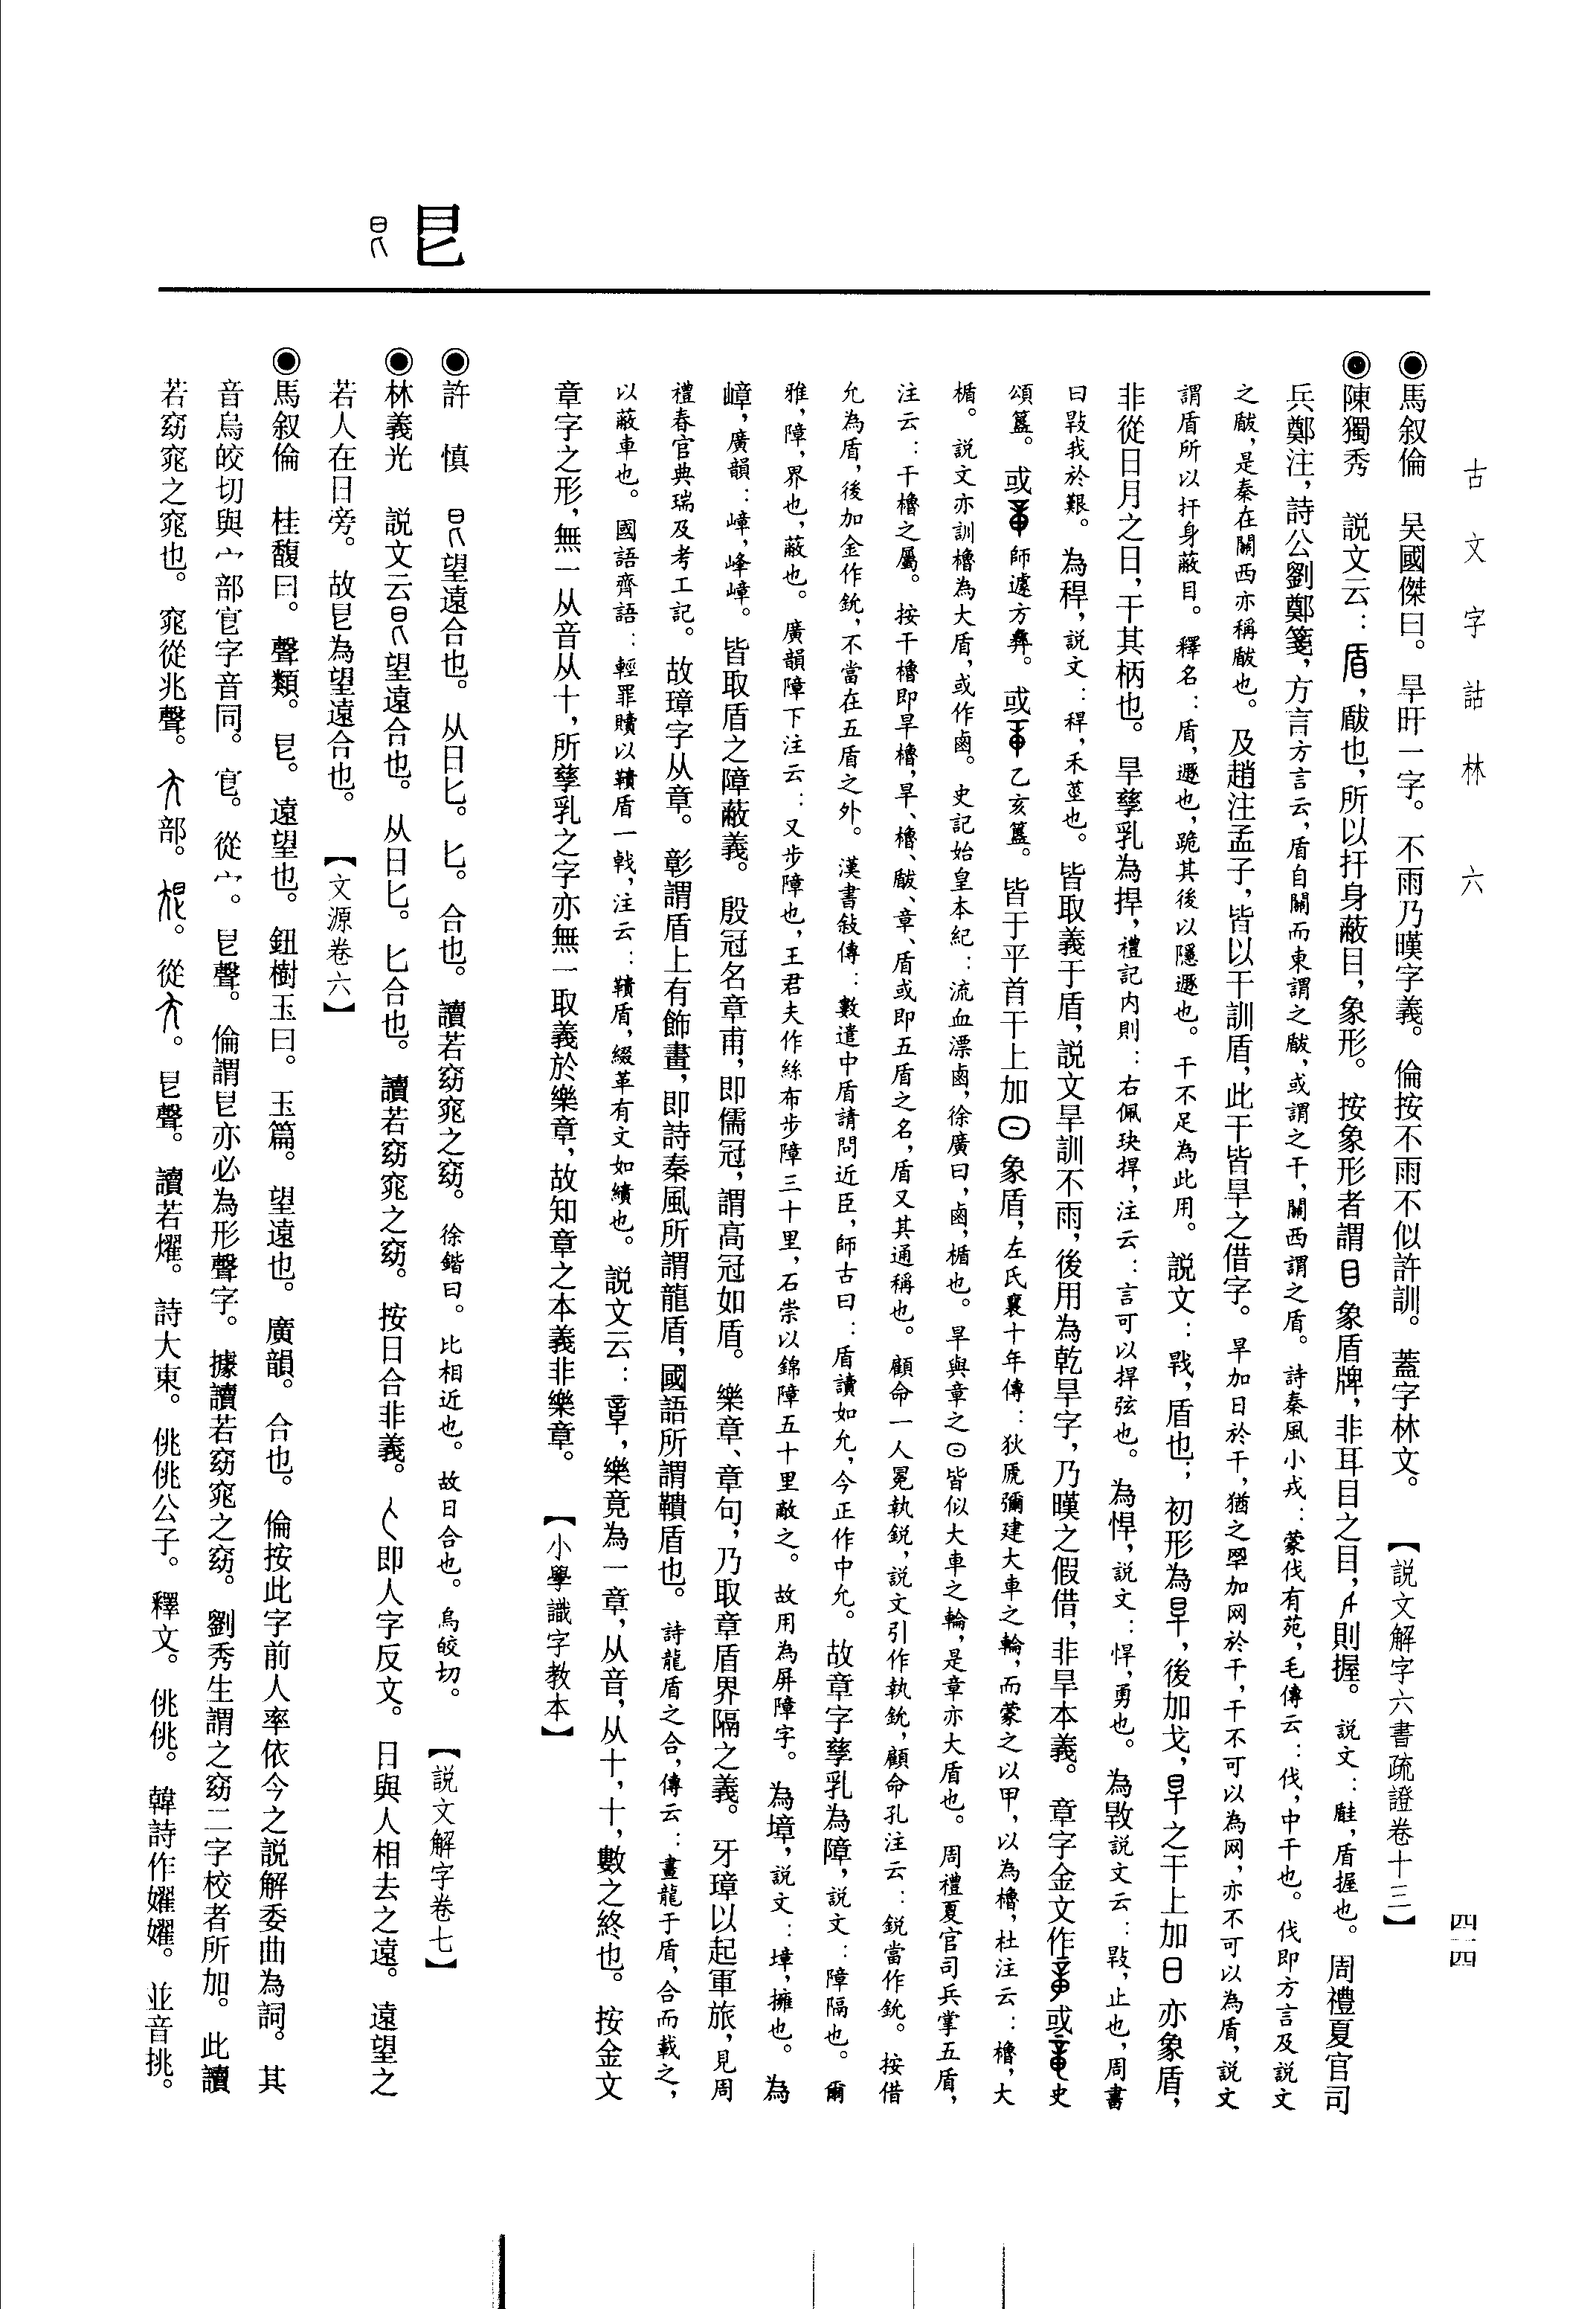 古文字詁林 六
四一四
◉馬叙倫 吴國傑曰。旱旰一字。不雨乃暵字義。倫按不雨不似許訓。蓋字林文。【説文解字六書疏證卷十三】
◉陳獨秀 説文云：盾，瞂也，所以扞身蔽目，象形。按象形者謂目象盾牌，非耳目之目，則握。説文：瞂，盾握也。周禮夏官司
兵鄭注，詩公劉鄭箋，方言方言云，盾自關而東謂之瞂，或謂之干，關西謂之盾。詩秦風小戎：蒙伐有苑，毛傳云：伐，中干也。伐即方言及説文
之瞂，是秦在關西亦稱瞂也。及趙注孟子，皆以干訓盾，此干皆旱之借字。旱加日於干，猶之罕加网於干，干不可以為网，亦不可以為盾，説文
謂盾所以扞身蔽目。釋名：盾，遯也，跪其後以隱遯也。干不足為此用。説文：戰，盾也；初形為旱，後加戈，旱之干上加日亦象盾，
非從日月之日，干其柄也。旱孳乳為捍，禮記内則：右佩玦捍，注云：言可以捍弦也。為悍，説文：悍，勇也。為斁説文云：斁，止也，周書
曰斁我於艱。為稈，説文：稈，禾莖也。皆取義于盾，説文旱訓不雨，後用為乾旱字，乃暵之假借，非旱本義。章字金文作或史
頌簋。或師遽方彝。或乙亥簋。皆于平首干上加象盾，左氏襄十年傳：狄虒彌建大車之輪，而蒙之以甲，以為櫓，杜注云：櫓，大
楯。説文亦訓櫓為大盾，或作鹵。史記始皇本紀：流血漂鹵，徐廣曰，鹵，楯也。旱與章之皆似大車之輪，是章亦大盾也。周禮夏官司兵掌五盾，
注云：干櫓之屬。按干櫓即旱櫓，旱、櫓、瞂、章、盾或即五盾之名，盾又其通稱也。顧命一人冕執鋭，説文引作執鈗，顧命孔注云：鋭當作鈗。按借
允為盾，後加金作鈗，不當在五盾之外。漢書敍傳：數遣中盾請問近臣，師古曰：盾讀如允，今正作中允。故章字孳乳為障，説文：障隔也。爾
雅，障，界也，蔽也。廣韻障下注云：又步障也，王君夫作絲布步障三十里，石崇以錦障五十里敵之。故用為屏障字。為墇，説文：墇，擁也。為
嶂，廣韻：嶂，峰嶂。皆取盾之障蔽義。殷冠名章甫，即儒冠，謂高冠如盾。樂章、章句，乃取章盾界隔之義。牙璋以起軍旅，見周
禮春官典瑞及考工記。故璋字从章。彰謂盾上有飾畫，即詩秦風所謂龍盾，國語所謂鞼盾也。詩龍盾之合，傳云：畫龍于盾，合而載之，
以蔽車也。國語齊語：輕罪贖以鞼盾一戟，注云：鞼盾，綴革有文如繢也。説文云：章，樂竟為一章，从音，从十，十，數之終也。按金文
章字之形，無一从音从十，所孳乳之字亦無一取義於樂章，故知章之本義非樂章。【小學識字教本】
㫐
◉許 慎 望遠合也。从日匕。匕。合也。讀若窈窕之窈。徐鍇曰。比相近也。故日合也。烏皎切。【説文解字卷七】
◉林義光 説文云望遠合也。从日匕。匕合也。讀若窈窕之窈。按日合非義。即人字反文。日與人相去之遠。遠望之
若人在日旁。故㫐為望遠合也。【文源卷六】
◉馬叙倫 桂馥曰。聲類。㫐。遠望也。鈕樹玉曰。玉篇。望遠也。廣韻。合也。倫按此字前人率依今之説解委曲為詞。其
音烏皎切與宀部㝔字音同。㝔。從宀。㫐聲。倫謂㫐亦必為形聲字。據讀若窈窕之窈。劉秀生謂之窈二字校者所加。此讀
若窈窕之窕也。窕從兆聲。部。。從。㫐聲。讀若燿。詩大東。佻佻公子。釋文。佻佻。韓詩作嬥嬥。並音挑。